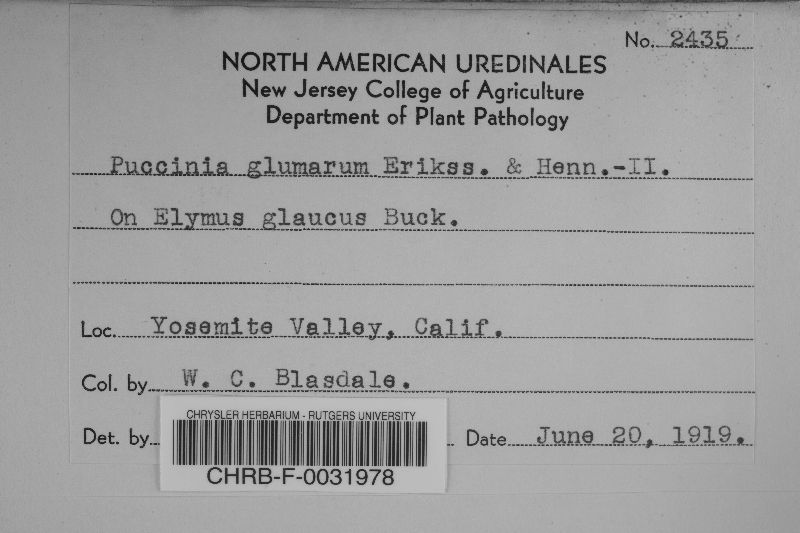 No. 2435
NORTH AMERICAN UREDINALES
New Jersey College of Agriculture
Department of Plant Pathology
Puccinia glumarum Erikss. & Henn.-II.
On Elymus glaucus Buck.
Loc. Yosemite Valley, Calif.
Col. by W. C. Blasdale.
Det. by Date June 20, 1919.
CHRYSLER HERBARIUM - RUTGERS UNIVERSITY
CHRB-F-0031978